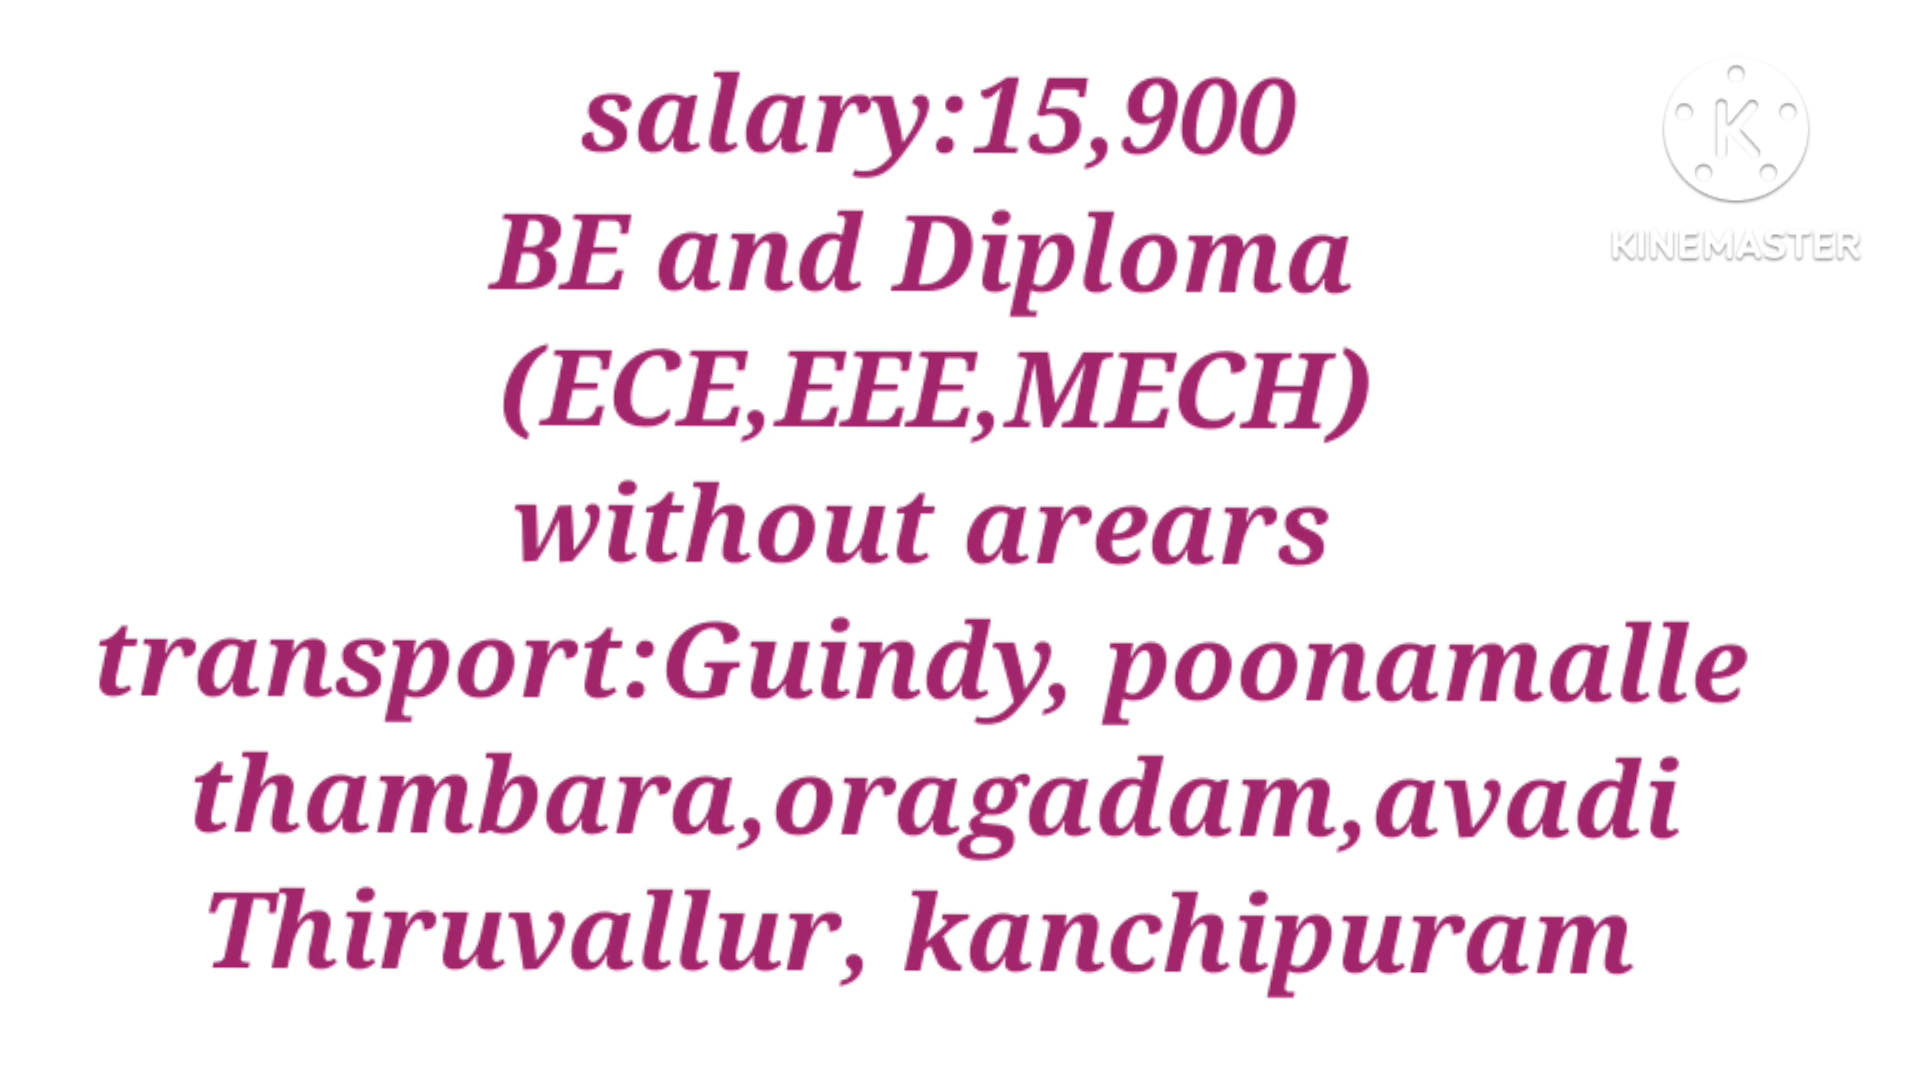 salary:15,900
BE and Diploma
(ECE,EEE,MECH)
without arears
transport:Guindy, poonamalle
thambara,oragadam,avadi
Thiruvallur, kanchipuram
K
KINEMASTER